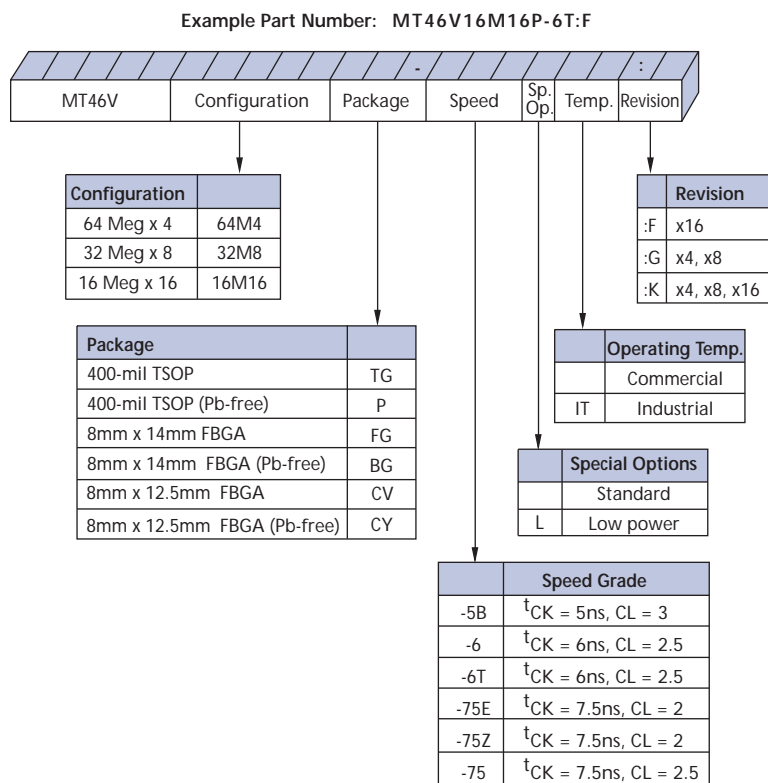 Example Part Number: MT46V16M16P-6T:F
- :
MT46V Configuration Package Speed Sp. Op. Temp. Revision
Configuration
64 Meg x 4 64M4
32 Meg x 8 32M8
16 Meg x 16 16M16
Revision
:F x16
:G x4, x8
:K x4, x8, x16
Package
400-mil TSOP TG
400-mil TSOP (Pb-free) P
8mm x 14mm FBGA FG
8mm x 14mm FBGA (Pb-free) BG
8mm x 12.5mm FBGA CV
8mm x 12.5mm FBGA (Pb-free) CY
Operating Temp.
Commercial
IT Industrial
Special Options
Standard
L Low power
Speed Grade
-5B tCK = 5ns, CL = 3
-6 tCK = 6ns, CL = 2.5
-6T tCK = 6ns, CL = 2.5
-75E tCK = 7.5ns, CL = 2
-75Z tCK = 7.5ns, CL = 2
-75 tCK = 7.5ns, CL = 2.5